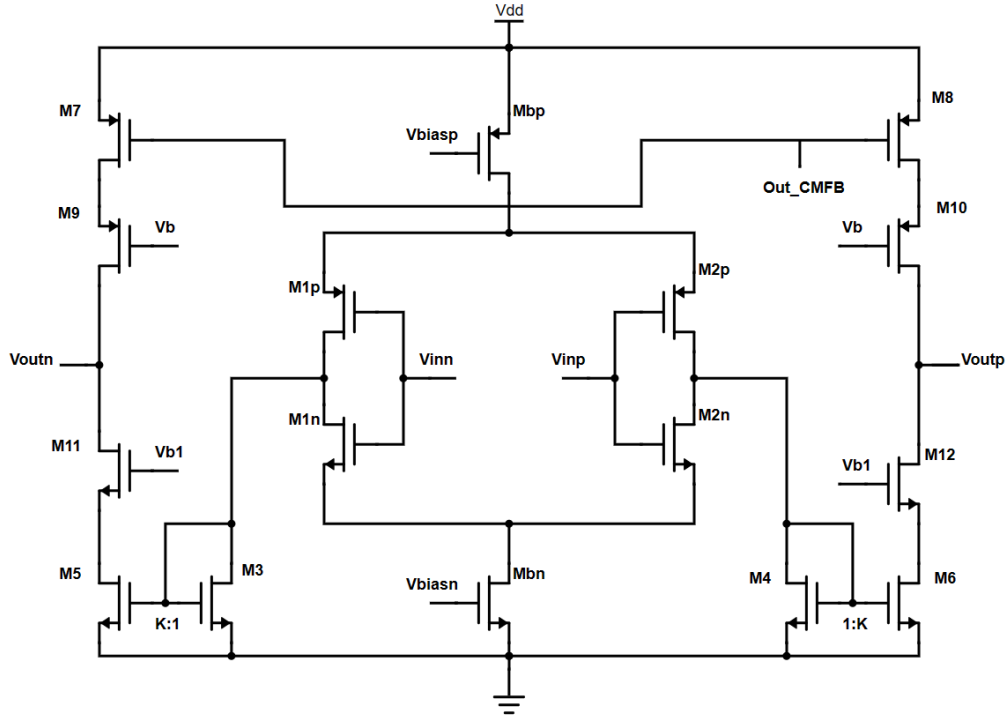 Vdd
M7
Mbp
M8
Vbiasp
Out_CMFB
M9
Vb
Vb
M10
M1p
M2p
Voutn
Vinn
Vinp
Voutp
M1n
M2n
M11
Vb1
Vb1
M12
M5
M3
Vbiasn
Mbn
M4
M6
K:1
1:K